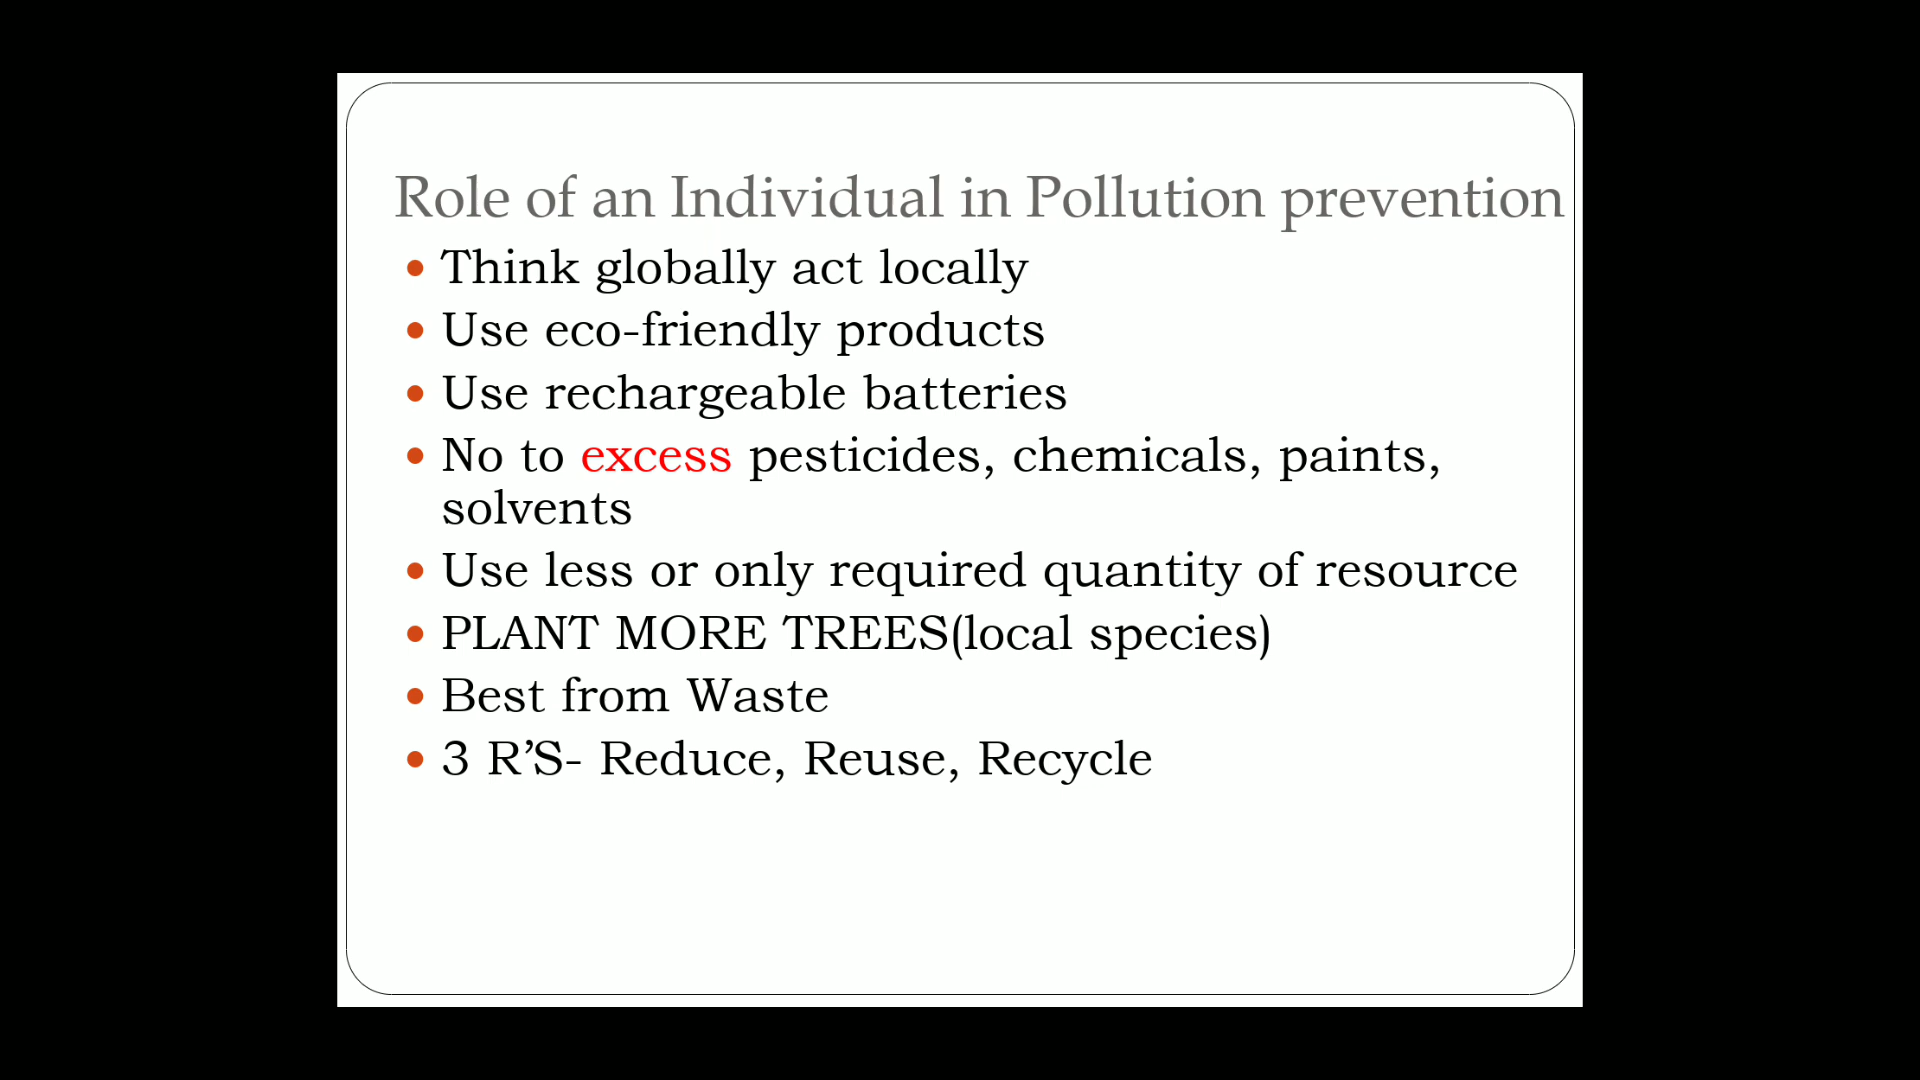 Role of an Individual in Pollution prevention
Think globally act locally
Use eco-friendly products
Use rechargeable batteries
No to excess pesticides, chemicals, paints,
solvents
Use less or only required quantity of resource
PLANT MORE TREES(local species)
Best from Waste
3 R’S- Reduce, Reuse, Recycle